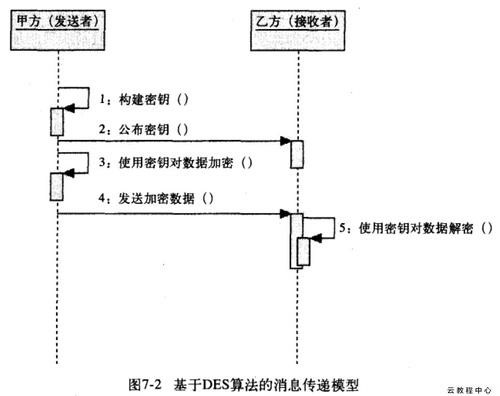 甲方（发送者）
乙方（接收者）
1：构建密钥（）
2：公布密钥（）
3：使用密钥对数据加密（）
4：发送加密数据（）
5：使用密钥对数据解密（）
图7-2 基于DES算法的消息传递模型
云教程中心